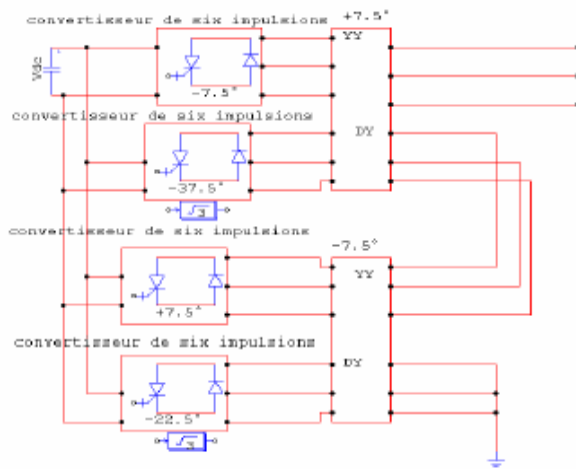 convertisseur de six impulsions
+7.5°
YY
Vdc
-7.5°
convertisseur de six impulsions
DY
-37.5°
√3
convertisseur de six impulsions
-7.5°
YY
+7.5°
convertisseur de six impulsions
DY
-22.5°
√3